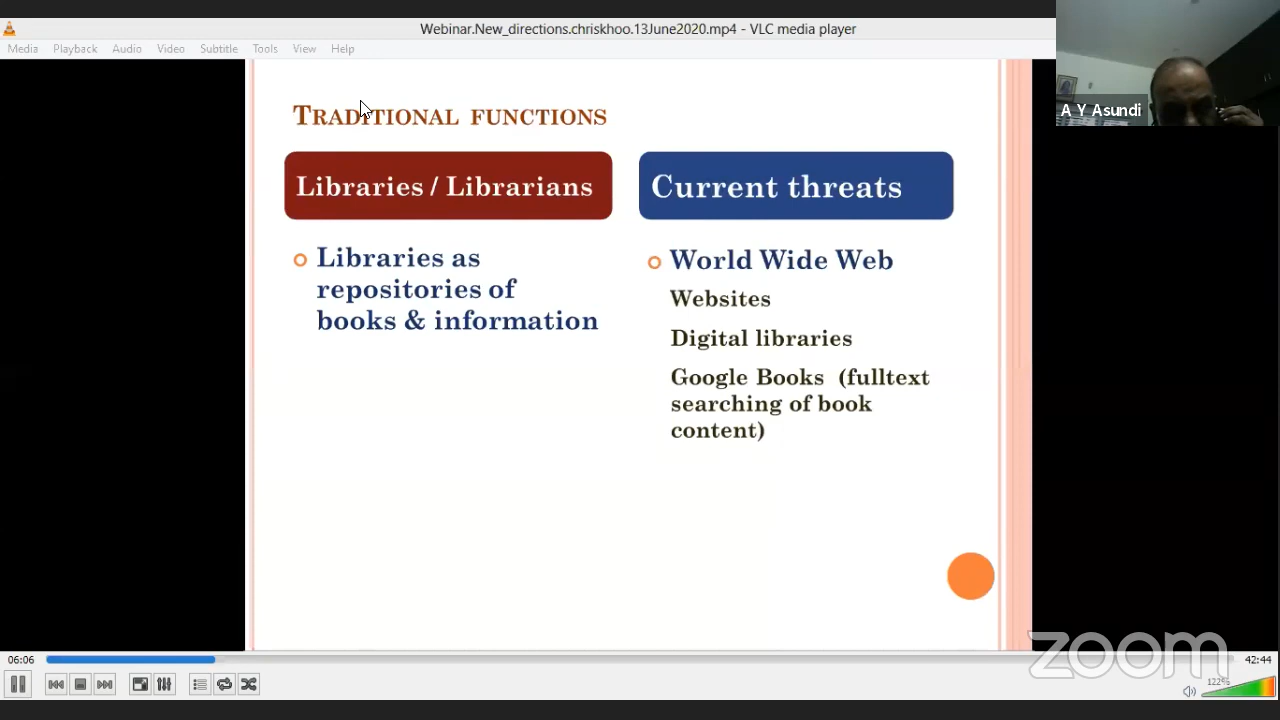 Webinar.New_directions.chriskhoo.13June2020.mp4 - VLC media player
Media Playback Audio Video Subtitle Tools View Help
A Y Asundi
TRADITIONAL FUNCTIONS
Libraries / Librarians
Libraries as
repositories of
books & information
Current threats
World Wide Web
Websites
Digital libraries
Google Books (fulltext
searching of book
content)
zoom
06:06
42:44
122%